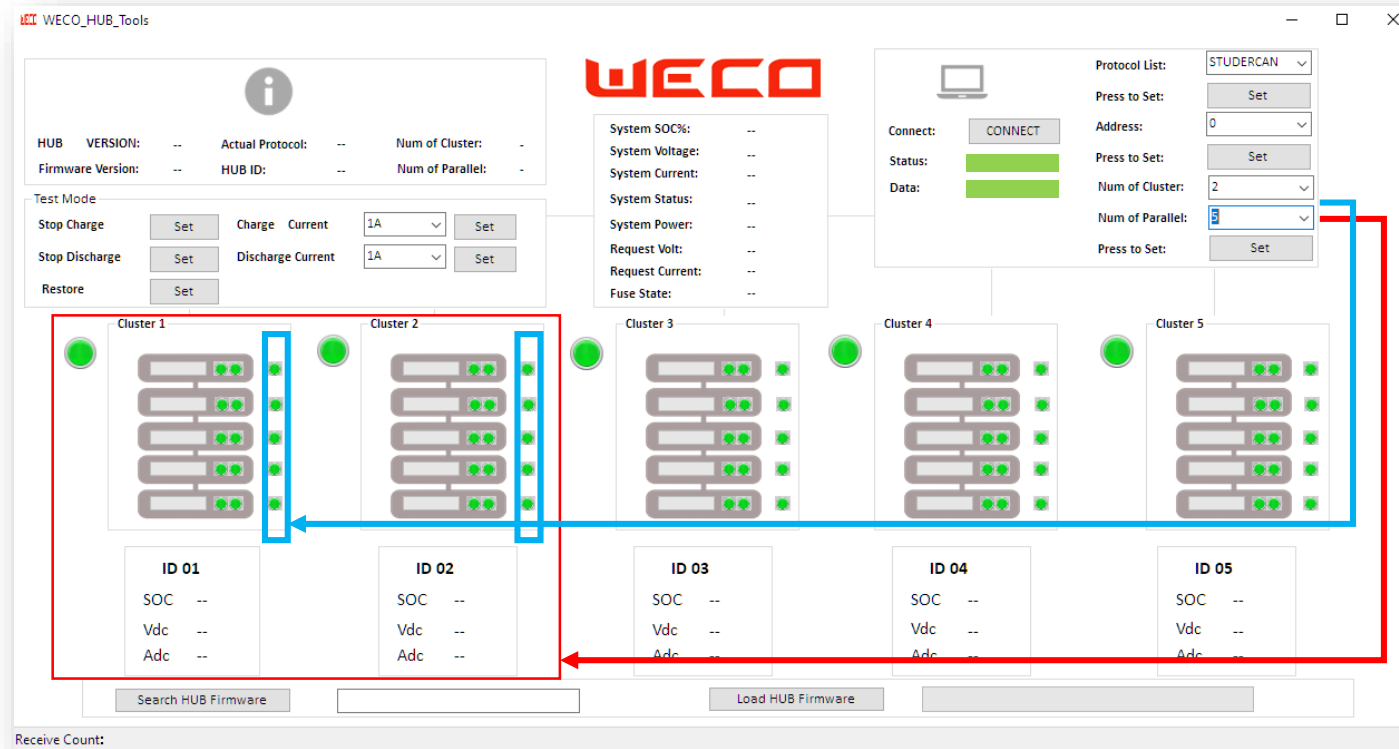 WECO WECO_HUB_Tools
WECO
HUB VERSION: -- Actual Protocol: -- Num of Cluster: -
Firmware Version: -- HUB ID: -- Num of Parallel: -
Test Mode
Stop Charge Set Charge Current 1A Set
Stop Discharge Set Discharge Current 1A Set
Restore Set
System SOC%: --
System Voltage: --
System Current: --
System Status: --
System Power: --
Request Volt: --
Request Current: --
Fuse State: --
Connect: CONNECT
Status:
Data:
Protocol List: STUDERCAN
Press to Set: Set
Address: 0
Press to Set: Set
Num of Cluster: 2
Num of Parallel: 5
Press to Set: Set
Cluster 1
Cluster 2
Cluster 3
Cluster 4
Cluster 5
ID 01
SOC --
Vdc --
Adc --
ID 02
SOC --
Vdc --
Adc --
ID 03
SOC --
Vdc --
Adc --
ID 04
SOC --
Vdc --
Adc --
ID 05
SOC --
Vdc --
Adc --
Search HUB Firmware Load HUB Firmware
Receive Count: